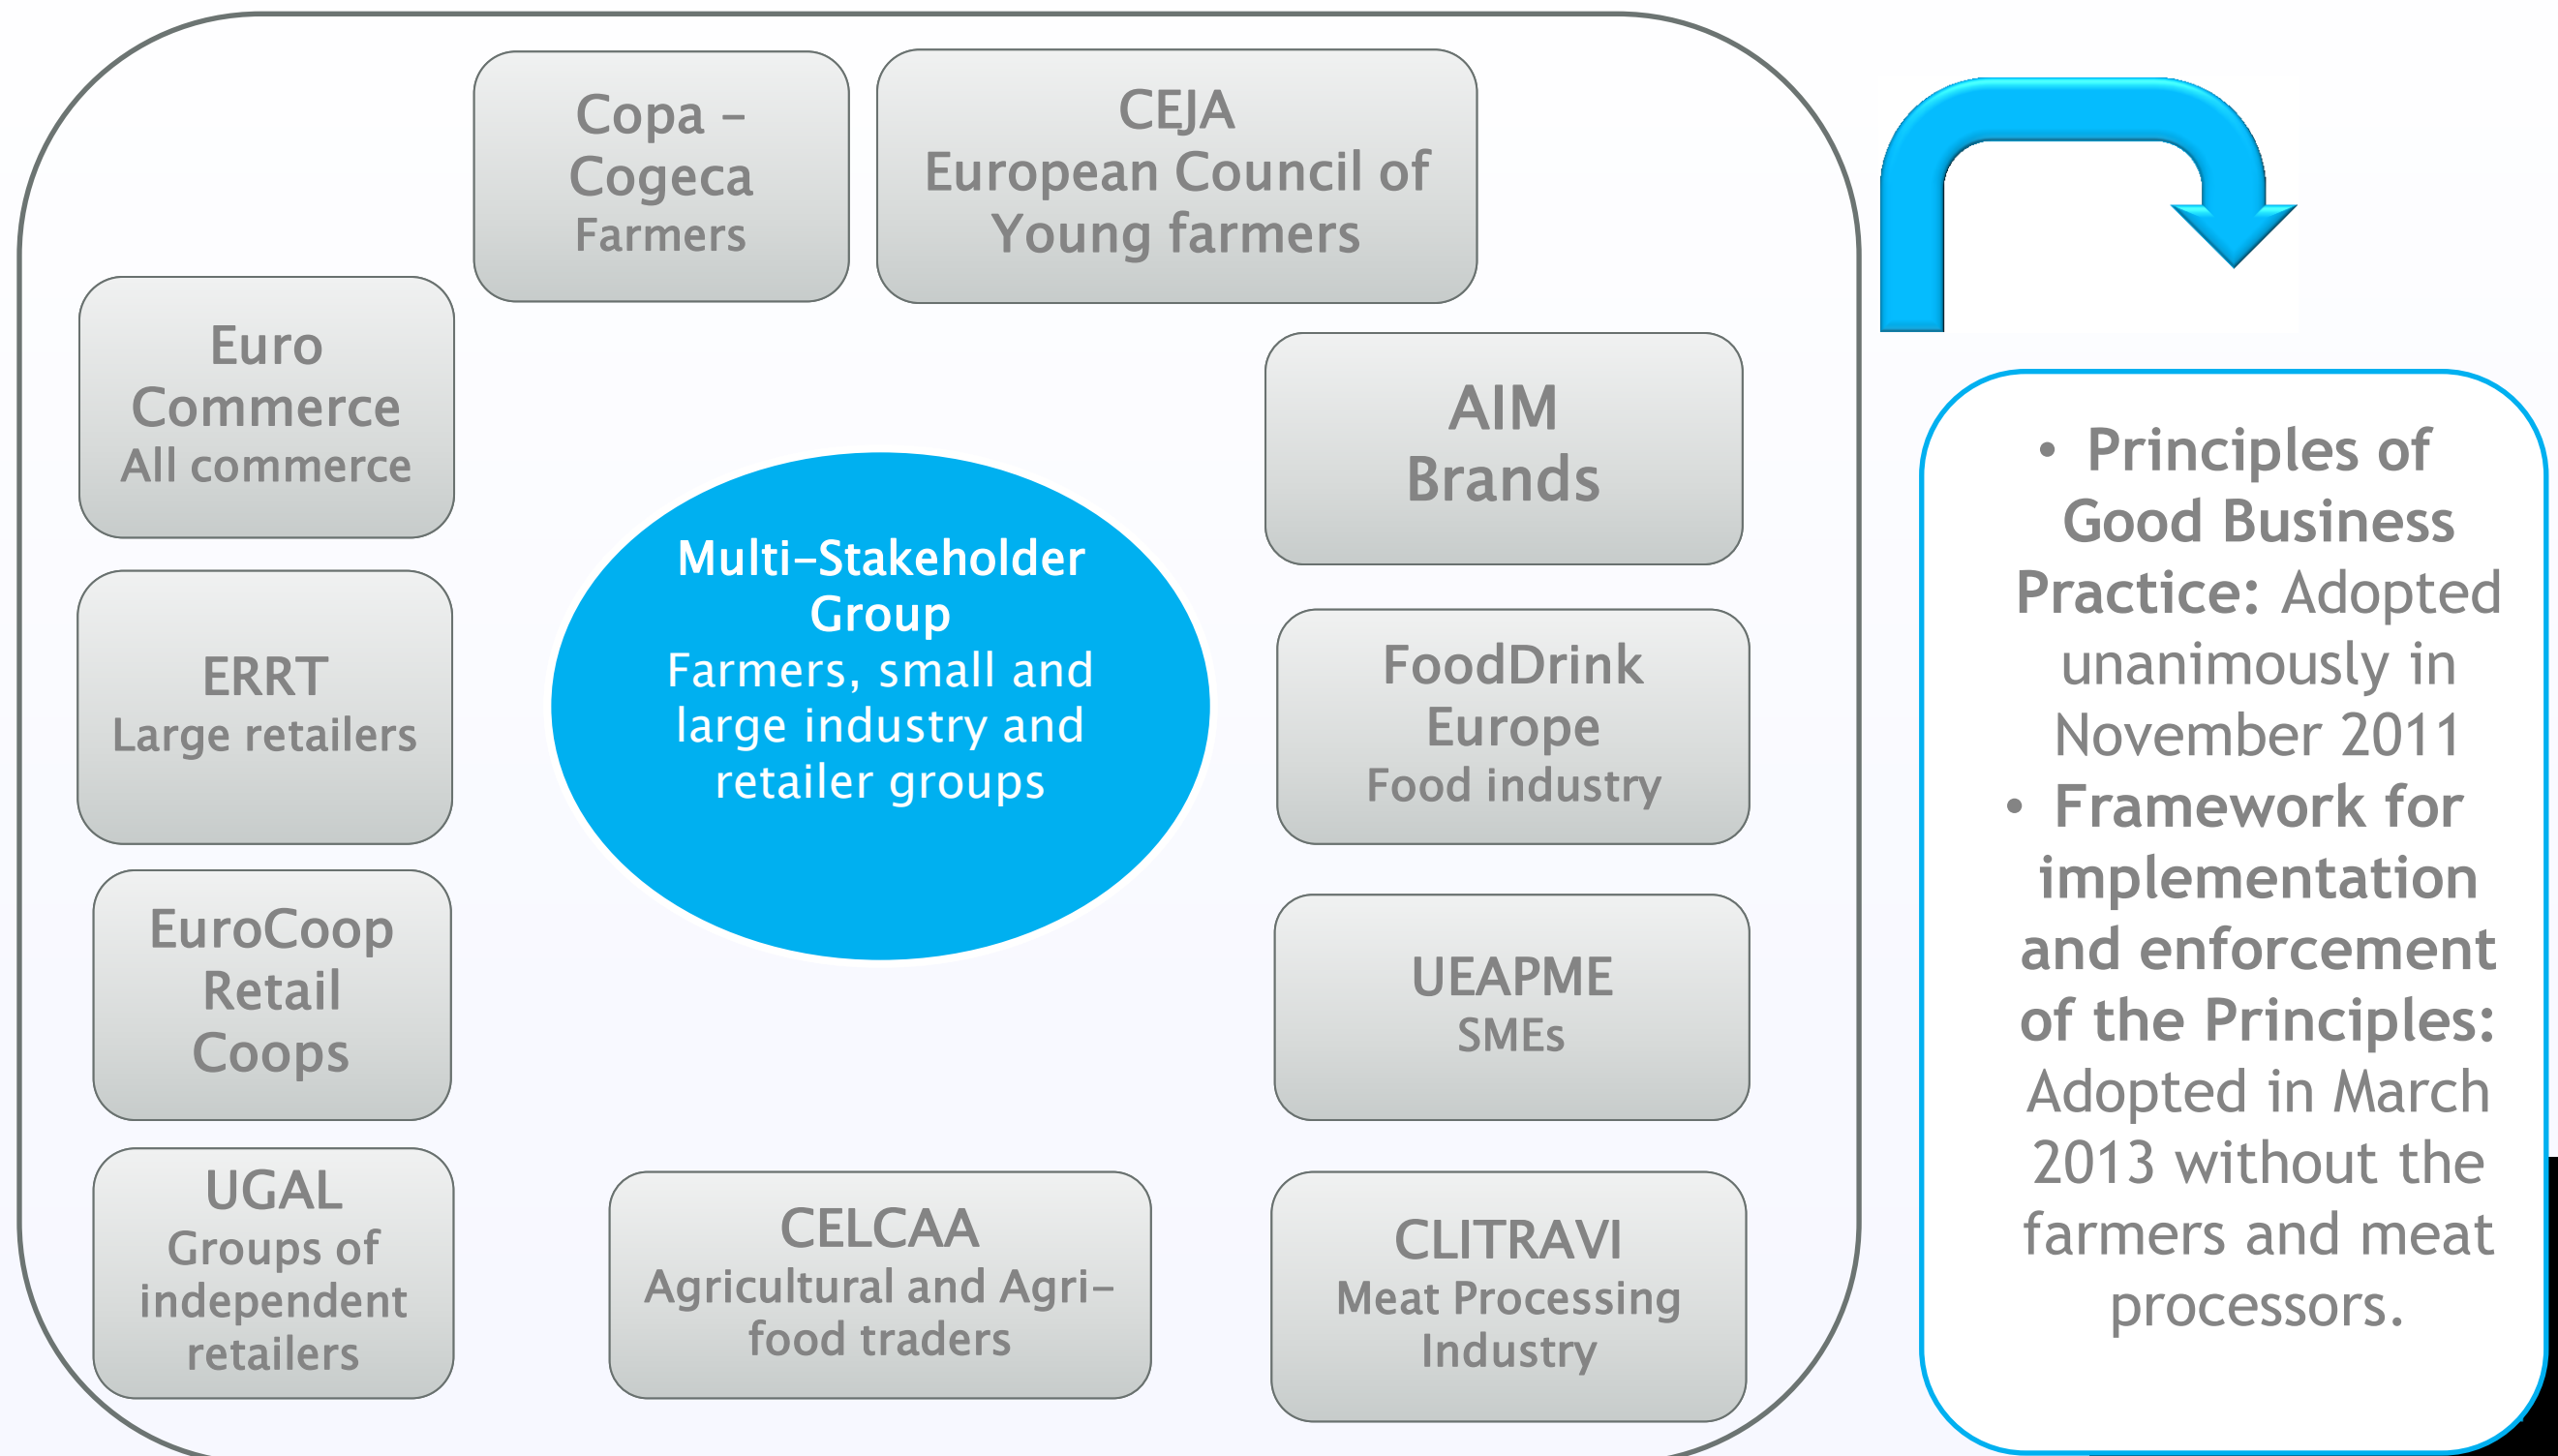 Copa –
Cogeca
Farmers
CEJA
European Council of
Young farmers
Euro
Commerce
All commerce
AIM
Brands
Multi–Stakeholder
Group
Farmers, small and
large industry and
retailer groups
ERRT
Large retailers
FoodDrink
Europe
Food industry
EuroCoop
Retail
Coops
UEAPME
SMEs
UGAL
Groups of
independent
retailers
CELCAA
Agricultural and Agri–
food traders
CLITRAVI
Meat Processing
Industry
• Principles of
Good Business
Practice: Adopted
unanimously in
November 2011
• Framework for
implementation
and enforcement
of the Principles:
Adopted in March
2013 without the
farmers and meat
processors.